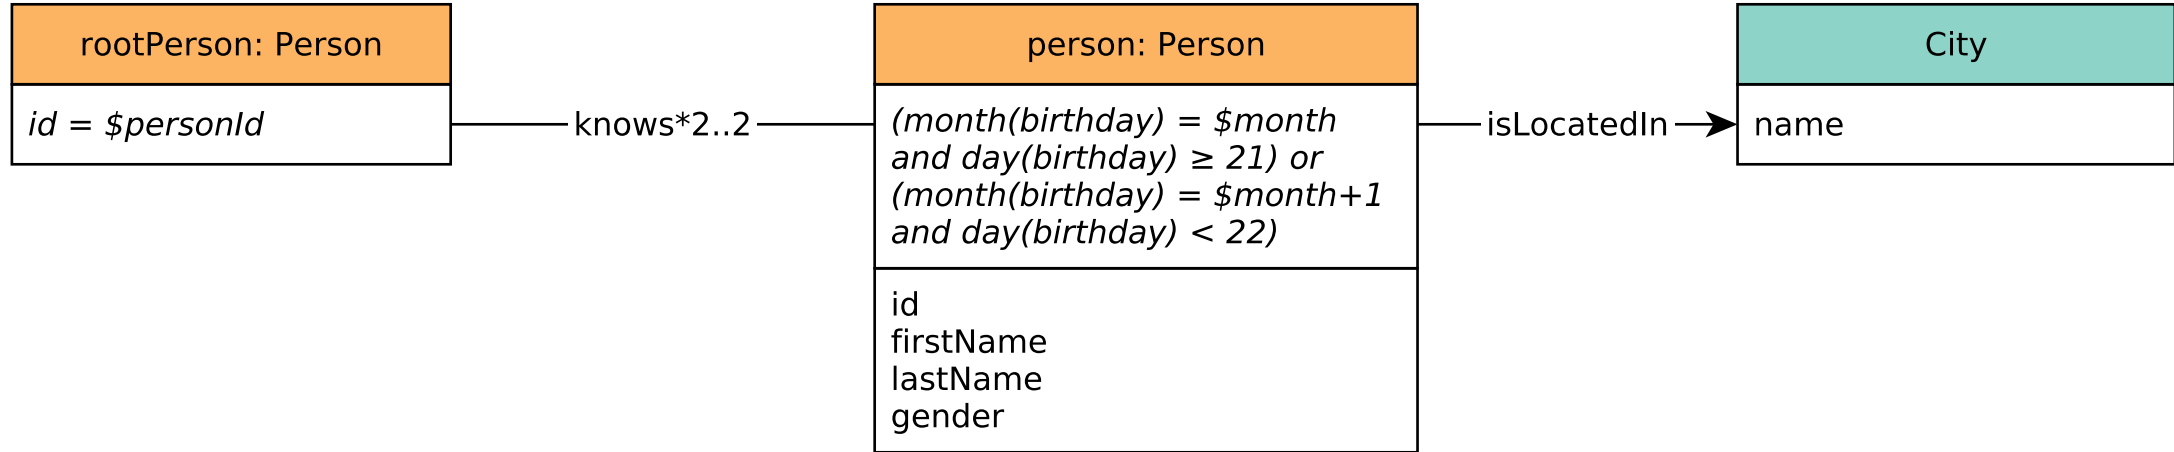 rootPerson: Person
id = $personId
knows*2..2
person: Person
(month(birthday) = $month
and day(birthday) ≥ 21) or
(month(birthday) = $month+1
and day(birthday) < 22)
id
firstName
lastName
gender
isLocatedIn
City
name